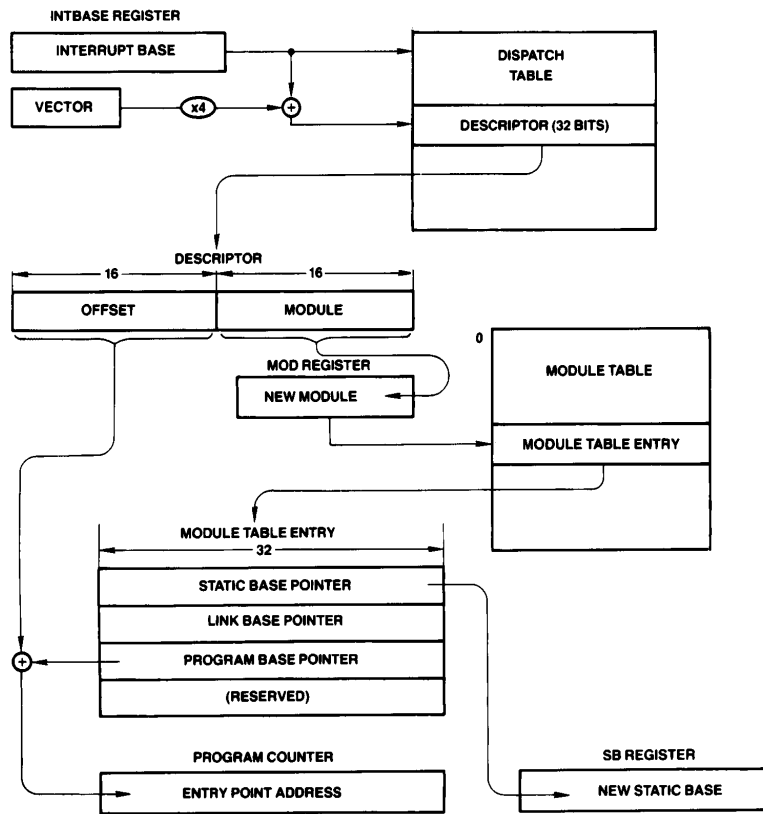 INTBASE REGISTER
INTERRUPT BASE
DISPATCH
TABLE
VECTOR
x4
+
DESCRIPTOR (32 BITS)
DESCRIPTOR
16
16
OFFSET
MODULE
0
MOD REGISTER
MODULE TABLE
NEW MODULE
MODULE TABLE ENTRY
MODULE TABLE ENTRY
32
STATIC BASE POINTER
LINK BASE POINTER
+
PROGRAM BASE POINTER
(RESERVED)
PROGRAM COUNTER
SB REGISTER
ENTRY POINT ADDRESS
NEW STATIC BASE